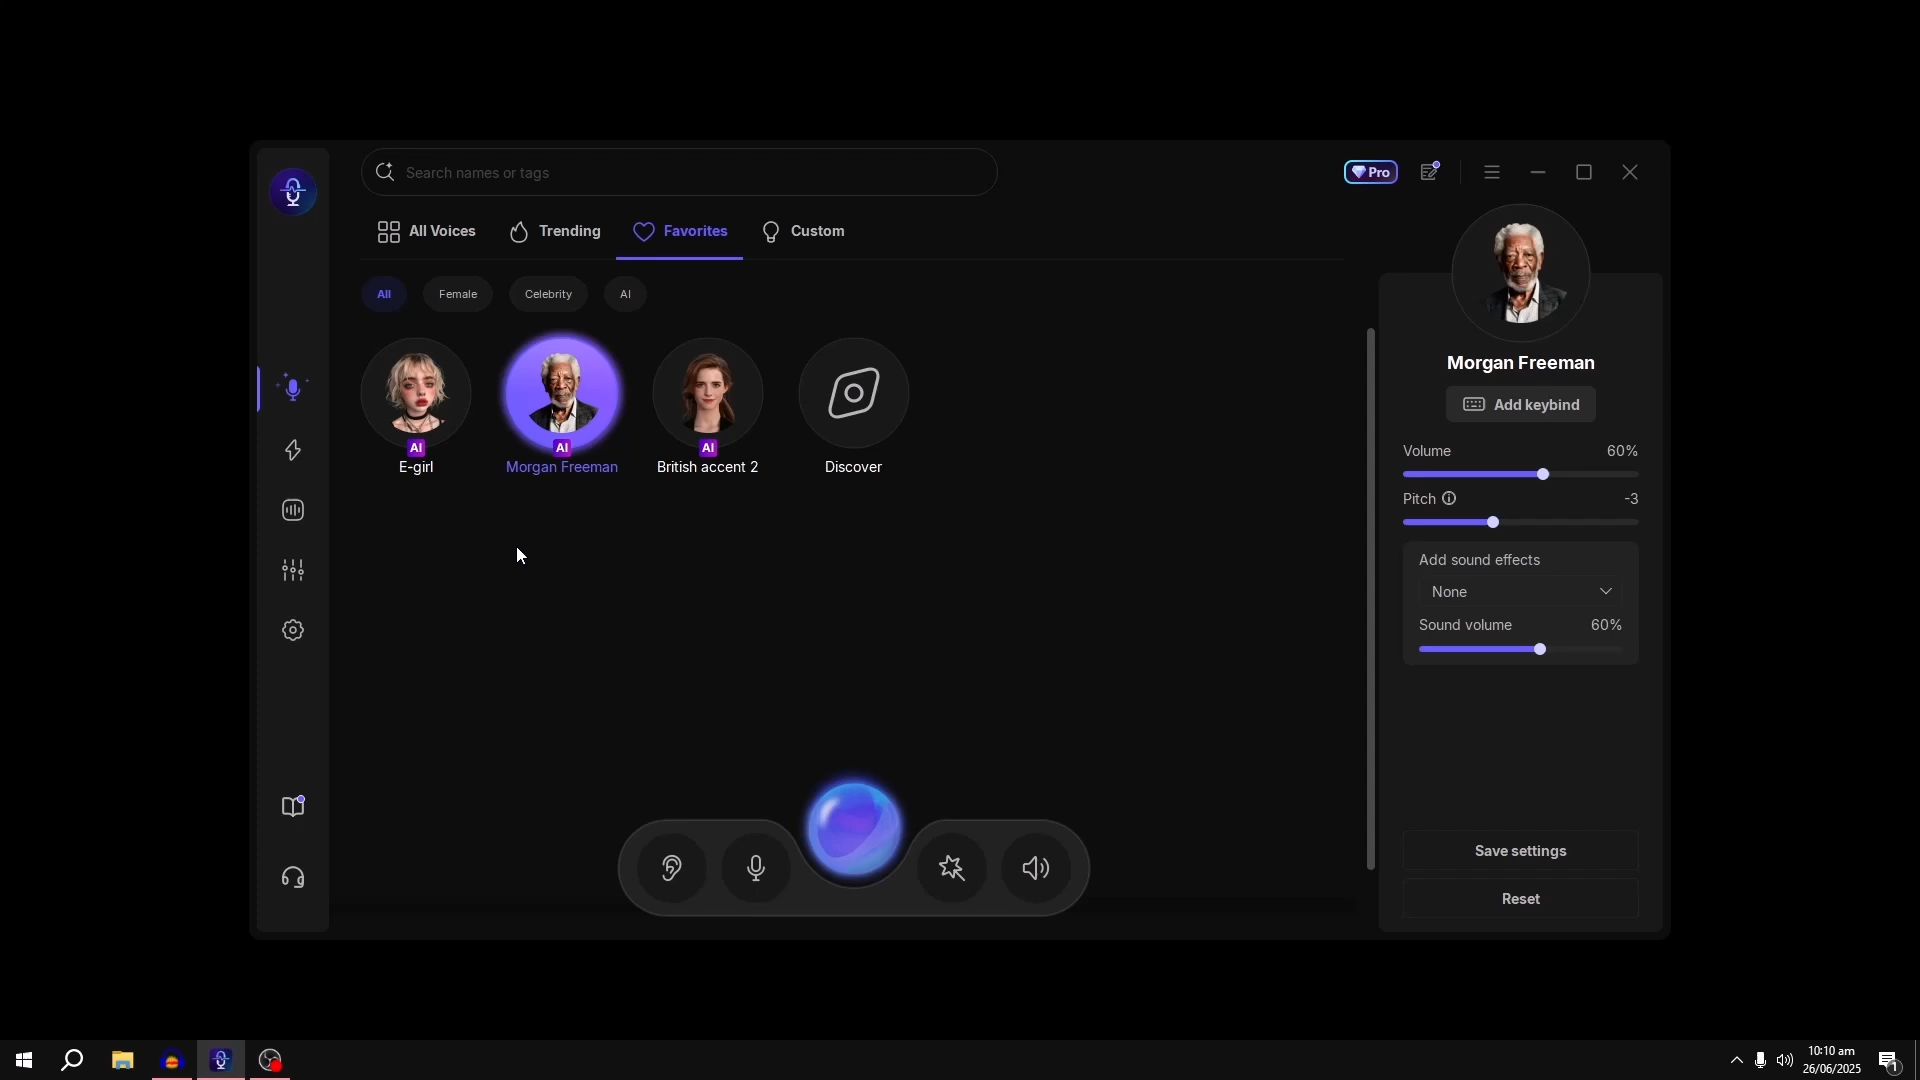 Search names or tags
Pro
All Voices
Trending
Favorites
Custom
All
Female
Celebrity
AI
AI
E-girl
AI
Morgan Freeman
AI
British accent 2
Discover
Morgan Freeman
Add keybind
Volume
60%
Pitch
-3
Add sound effects
None
Sound volume
60%
Save settings
Reset
10:10 am
26/06/2025
1